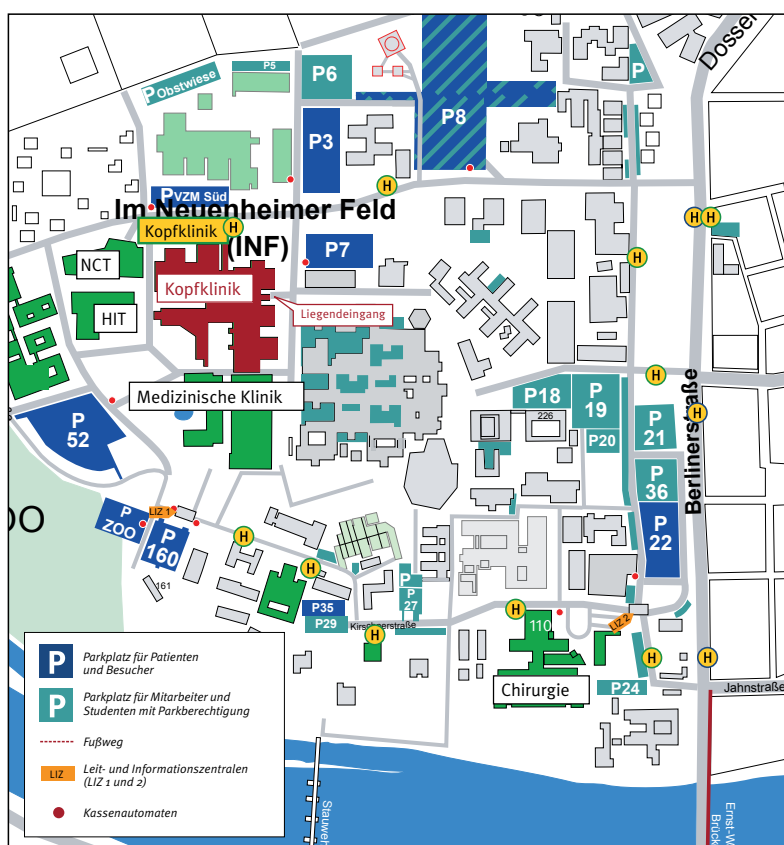 Dossen
P
P5
P6
P Obstwiese
P8
P3
P VZM Süd
H
Im Neuenheimer Feld
(INF)
H
H
H
Kopfklinik
H
H
NCT
P7
Kopfklinik
HIT
Liegendeingang
H
Medizinische Klinik
P18
P
19
226
P
52
P20
P
21
H
Berlinerstraße
P
36
P
ZOO
LIZ 1
P
160
P
22
OO
H
H
161
P
P
27
P35
P29
Kirschnerstraße
H
H
110
LIZ 2
H
H
Chirurgie
P24
Jahnstraße
P
Parkplatz für Patienten
und Besucher
P
Parkplatz für Mitarbeiter und
Studenten mit Parkberechtigung
Fußweg
LIZ
Leit- und Informationszentralen
(LIZ 1 und 2)
Kassenautomaten
Stauweh
Ernst-W
Brück